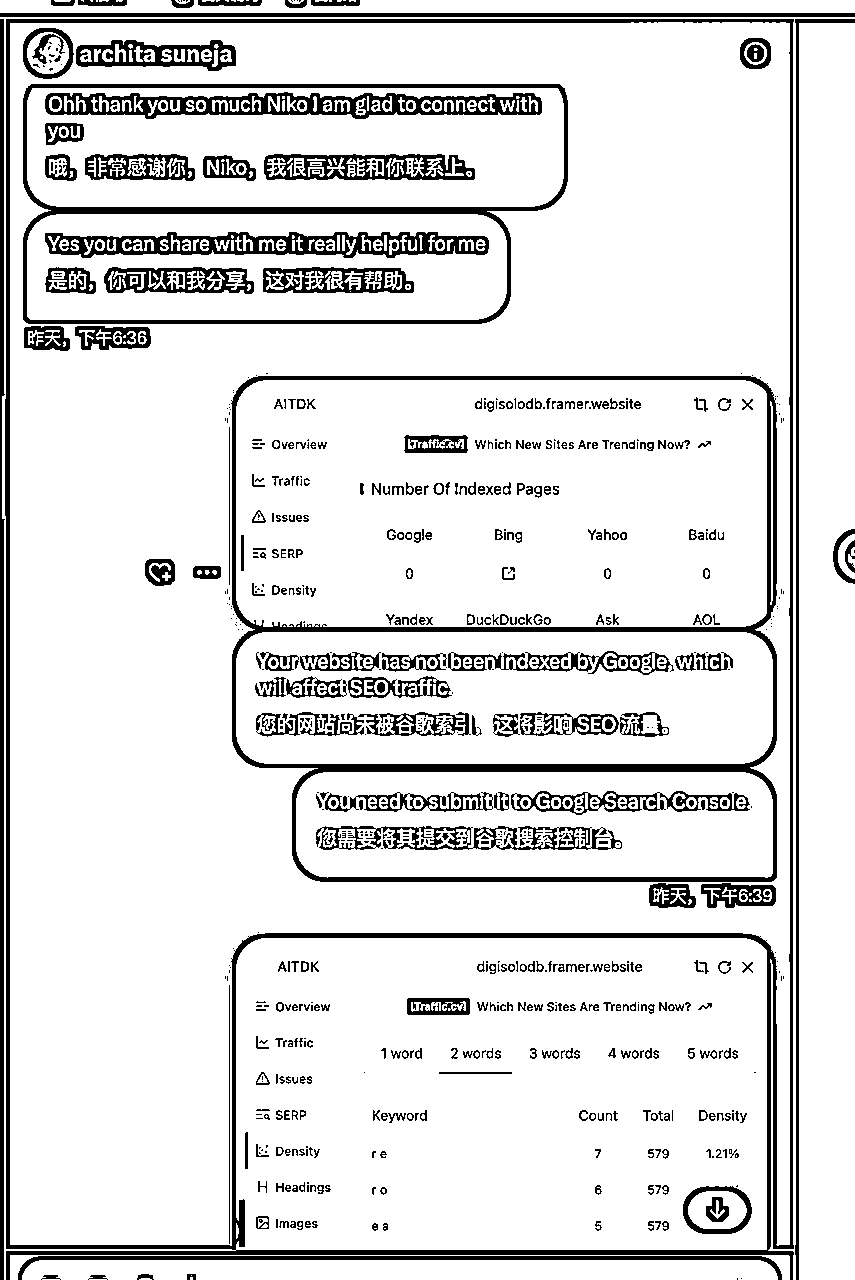 archita suneja
Ohh thank you so much Niko I am glad to connect with
you
哦，非常感谢你，Niko，我很高兴能和你联系上。
Yes you can share with me it really helpful for me
是的，你可以和我分享，这对我很有帮助。
昨天，下午6:36
AITDK digisolodb.framer.website
Overview
Traffic.cv Which New Sites Are Trending Now?
Traffic
Number Of Indexed Pages
Issues
Google Bing Yahoo Baidu
SERP
0 0 0
Density
Headings
Yandex DuckDuckGo Ask AOL
Your website has not been indexed by Google, which
will affect SEO traffic.
您的网站尚未被谷歌索引，这将影响 SEO 流量。
You need to submit it to Google Search Console.
您需要将其提交到谷歌搜索控制台。
昨天，下午6:39
AITDK digisolodb.framer.website
Overview
Traffic.cv Which New Sites Are Trending Now?
Traffic
1 word 2 words 3 words 4 words 5 words
Issues
SERP
Keyword Count Total Density
Density
r e 7 579 1.21%
Headings
r o 6 579
Images
e a 5 579